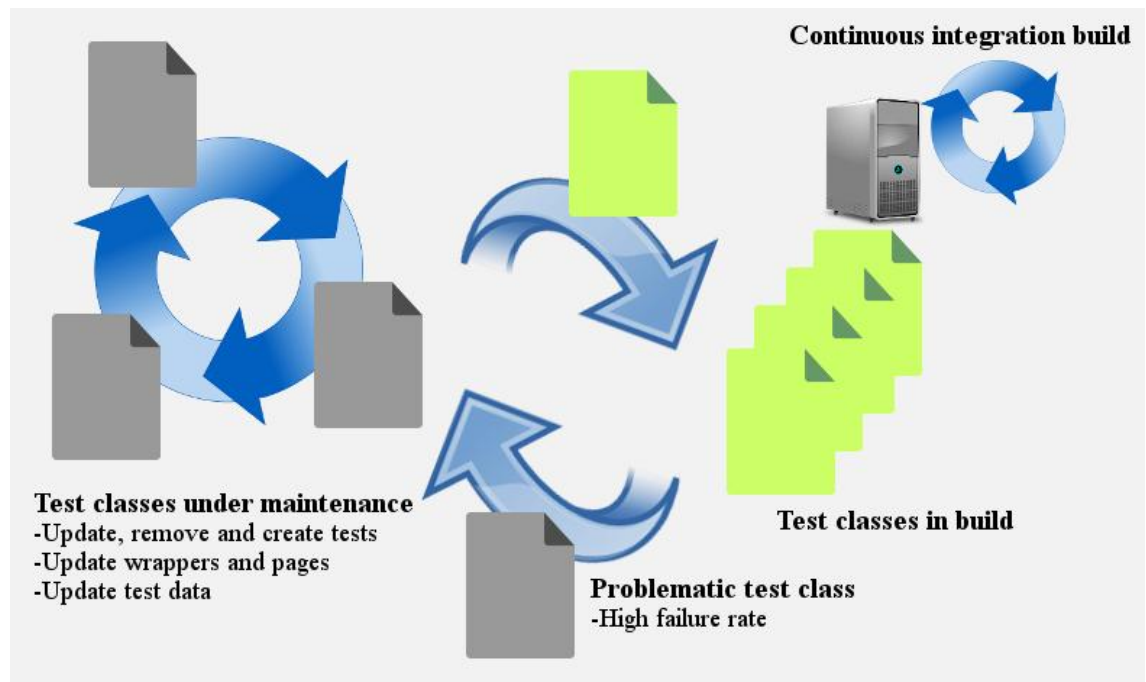 Continuous integration build
Test classes under maintenance
-Update, remove and create tests
-Update wrappers and pages
-Update test data
Test classes in build
Problematic test class
-High failure rate